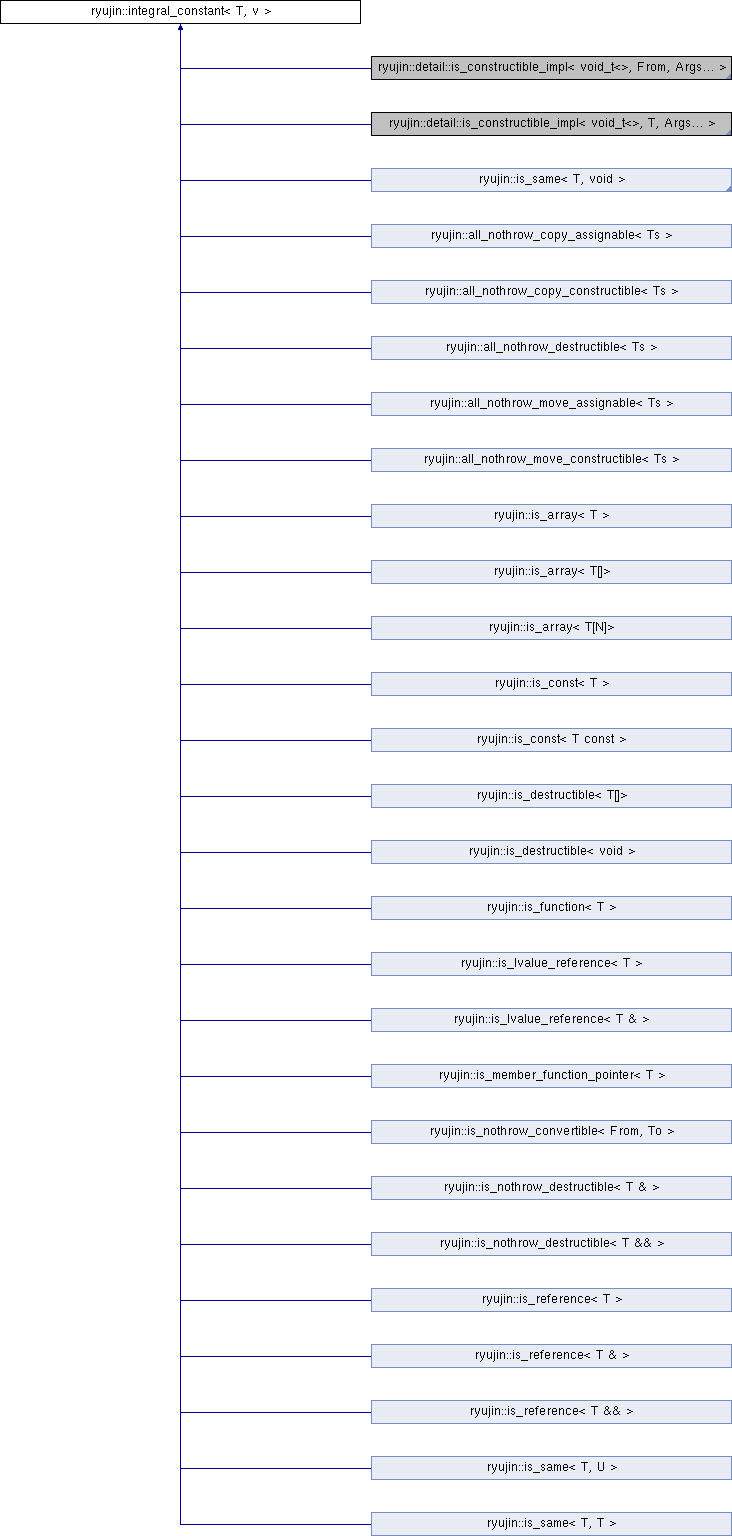 ryujin::integral_constant< T, v >
ryujin::detail::is_constructible_impl< void_t<>, From, Args... >
ryujin::detail::is_constructible_impl< void_t<>, T, Args... >
ryujin::is_same< T, void >
ryujin::all_nothrow_copy_assignable< Ts >
ryujin::all_nothrow_copy_constructible< Ts >
ryujin::all_nothrow_destructible< Ts >
ryujin::all_nothrow_move_assignable< Ts >
ryujin::all_nothrow_move_constructible< Ts >
ryujin::is_array< T >
ryujin::is_array< T[]>
ryujin::is_array< T[N]>
ryujin::is_const< T >
ryujin::is_const< T const >
ryujin::is_destructible< T[]>
ryujin::is_destructible< void >
ryujin::is_function< T >
ryujin::is_lvalue_reference< T >
ryujin::is_lvalue_reference< T & >
ryujin::is_member_function_pointer< T >
ryujin::is_nothrow_convertible< From, To >
ryujin::is_nothrow_destructible< T & >
ryujin::is_nothrow_destructible< T && >
ryujin::is_reference< T >
ryujin::is_reference< T & >
ryujin::is_reference< T && >
ryujin::is_same< T, U >
ryujin::is_same< T, T >